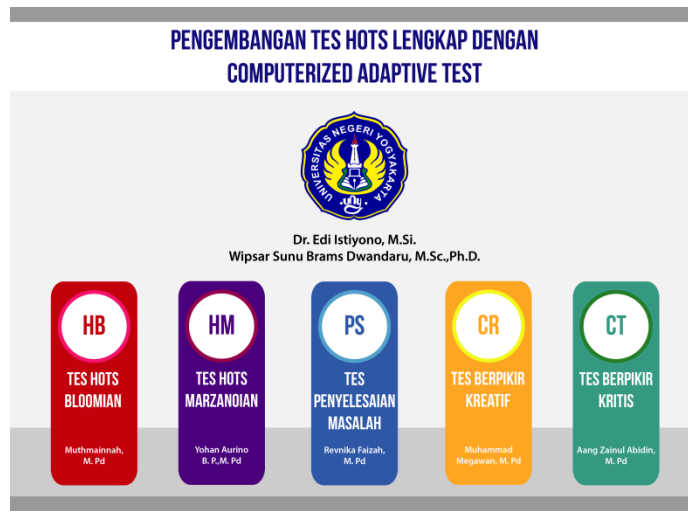 PENGEMBANGAN TES HOTS LENGKAP DENGAN
COMPUTERIZED ADAPTIVE TEST
UNIVERSITAS NEGERI YOGYAKARTA
UNY
Dr. Edi Istiyono, M.Si.
Wipsar Sunu Brams Dwandaru, M.Sc.,Ph.D.
HB
TES HOTS
BLOOMIAN
Muthmainnah,
M. Pd
HM
TES HOTS
MARZANOIAN
Yohan Aurino
B. P.,M. Pd
PS
TES
PENYELESAIAN
MASALAH
Revnika Faizah,
M. Pd
CR
TES BERPIKIR
KREATIF
Muhammad
Megawan, M. Pd
CT
TES BERPIKIR
KRITIS
Aang Zainul Abidin,
M. Pd